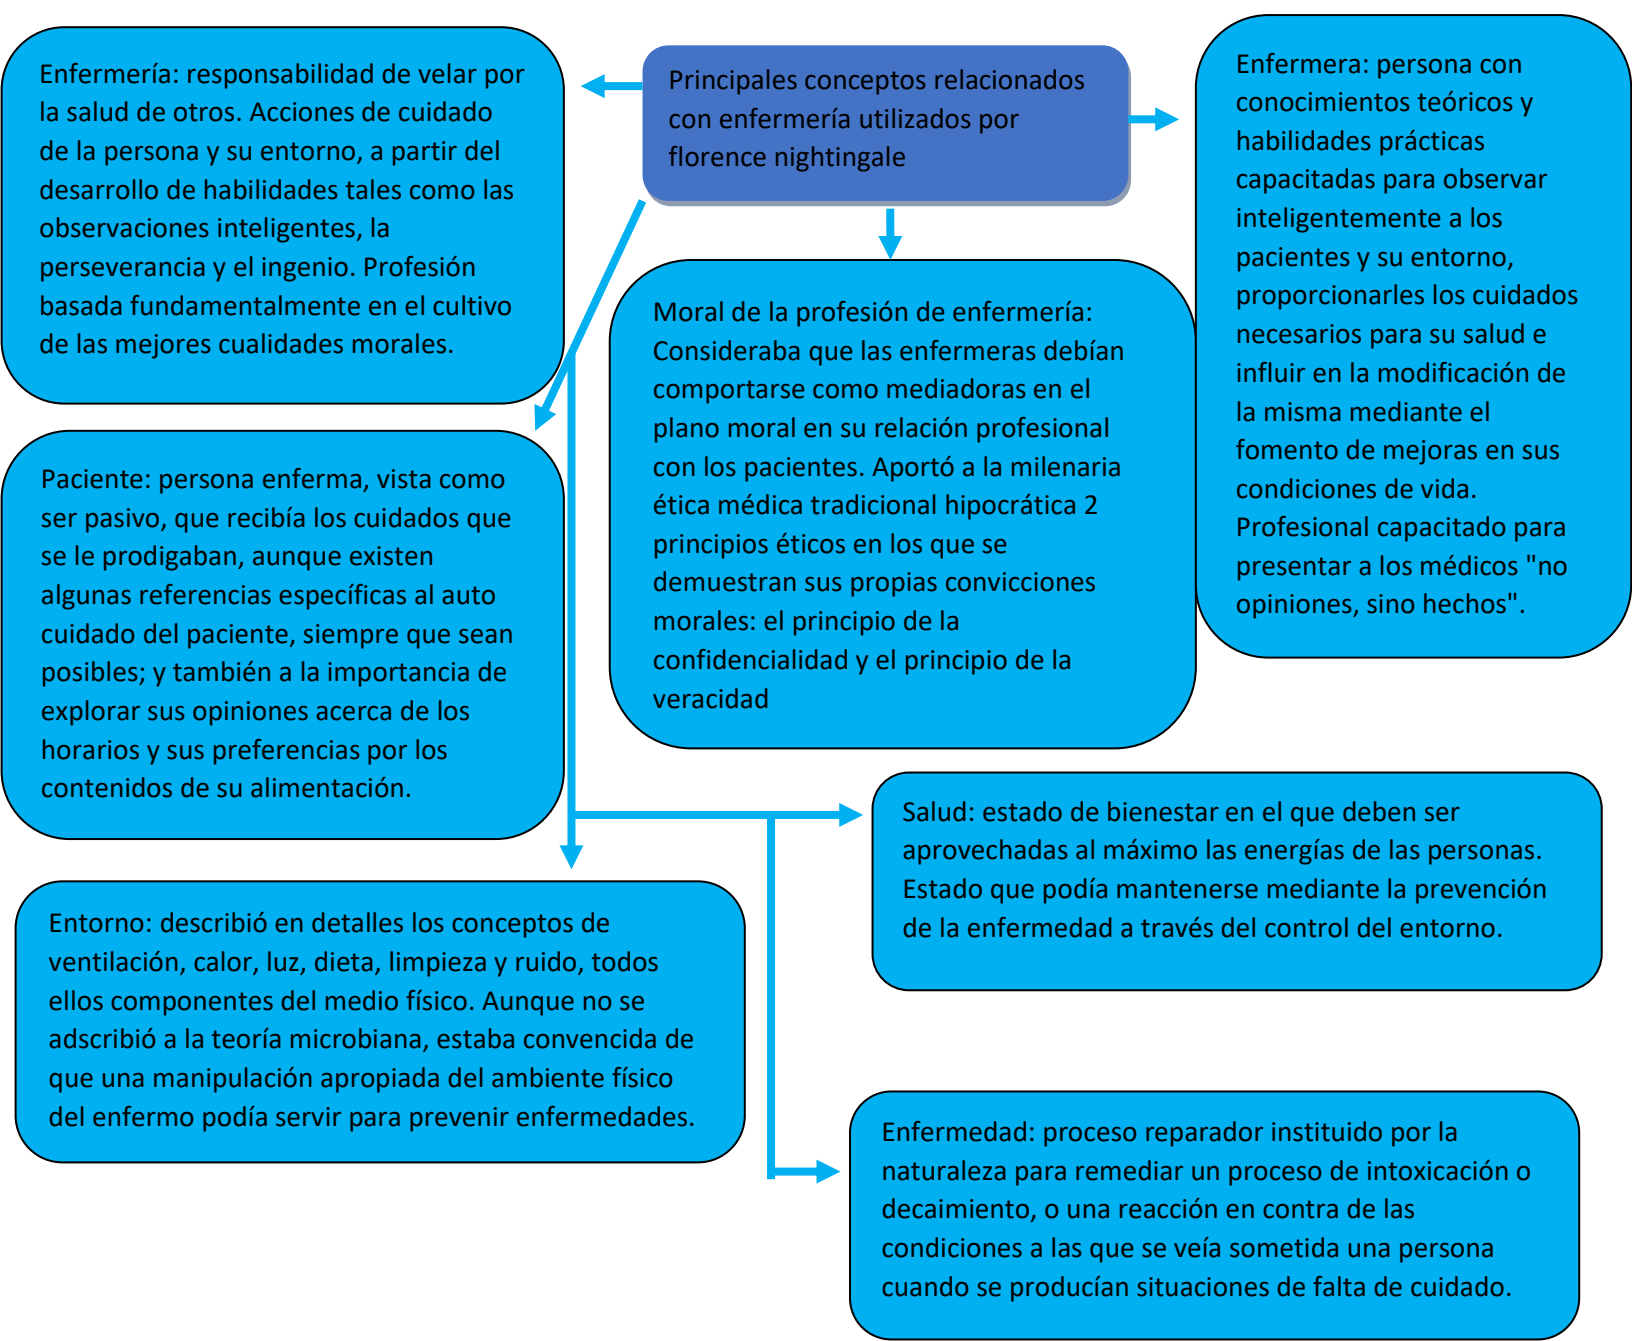 Principales conceptos relacionados
con enfermería utilizados por
florence nightingale
Enfermería: responsabilidad de velar por
la salud de otros. Acciones de cuidado
de la persona y su entorno, a partir del
desarrollo de habilidades tales como las
observaciones inteligentes, la
perseverancia y el ingenio. Profesión
basada fundamentalmente en el cultivo
de las mejores cualidades morales.
Enfermera: persona con
conocimientos teóricos y
habilidades prácticas
capacitadas para observar
inteligentemente a los
pacientes y su entorno,
proporcionarles los cuidados
necesarios para su salud e
influir en la modificación de
la misma mediante el
fomento de mejoras en sus
condiciones de vida.
Profesional capacitado para
presentar a los médicos "no
opiniones, sino hechos".
Moral de la profesión de enfermería:
Consideraba que las enfermeras debían
comportarse como mediadoras en el
plano moral en su relación profesional
con los pacientes. Aportó a la milenaria
ética médica tradicional hipocrática 2
principios éticos en los que se
demuestran sus propias convicciones
morales: el principio de la
confidencialidad y el principio de la
veracidad
Paciente: persona enferma, vista como
ser pasivo, que recibía los cuidados que
se le prodigaban, aunque existen
algunas referencias específicas al auto
cuidado del paciente, siempre que sean
posibles; y también a la importancia de
explorar sus opiniones acerca de los
horarios y sus preferencias por los
contenidos de su alimentación.
Salud: estado de bienestar en el que deben ser
aprovechadas al máximo las energías de las personas.
Estado que podía mantenerse mediante la prevención
de la enfermedad a través del control del entorno.
Entorno: describió en detalles los conceptos de
ventilación, calor, luz, dieta, limpieza y ruido, todos
ellos componentes del medio físico. Aunque no se
adscribió a la teoría microbiana, estaba convencida de
que una manipulación apropiada del ambiente físico
del enfermo podía servir para prevenir enfermedades.
Enfermedad: proceso reparador instituido por la
naturaleza para remediar un proceso de intoxicación o
decaimiento, o una reacción en contra de las
condiciones a las que se veía sometida una persona
cuando se producían situaciones de falta de cuidado.